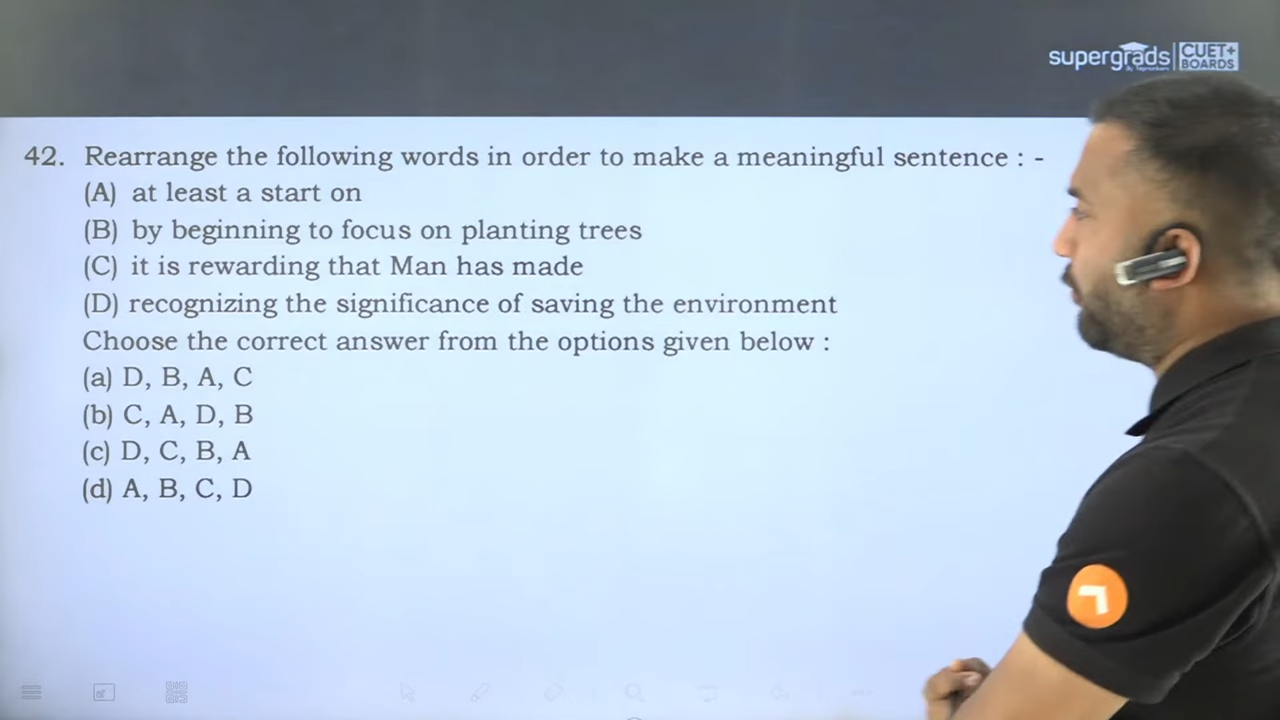 supergrads CUET+
BOARDS
42. Rearrange the following words in order to make a meaningful sentence : -
(A) at least a start on
(B) by beginning to focus on planting trees
(C) it is rewarding that Man has made
(D) recognizing the significance of saving the environment
Choose the correct answer from the options given below :
(a) D, B, A, C
(b) C, A, D, B
(c) D, C, B, A
(d) A, B, C, D